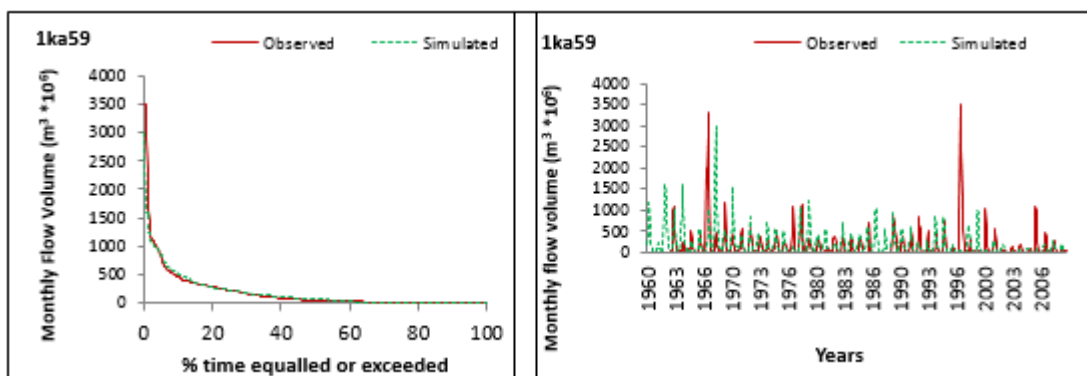 1ka59
Observed
Simulated
Monthly Flow Volume (m³ *10⁶)
4000
3500
3000
2500
2000
1500
1000
500
0
0 20 40 60 80 100
% time equalled or exceeded
1ka59
Observed
Simulated
Monthly flow volume (m³ *10⁶)
4000
3500
3000
2500
2000
1500
1000
500
0
1960 1963 1966 1970 1973 1976 1980 1983 1986 1990 1993 1996 2000 2003 2006
Years